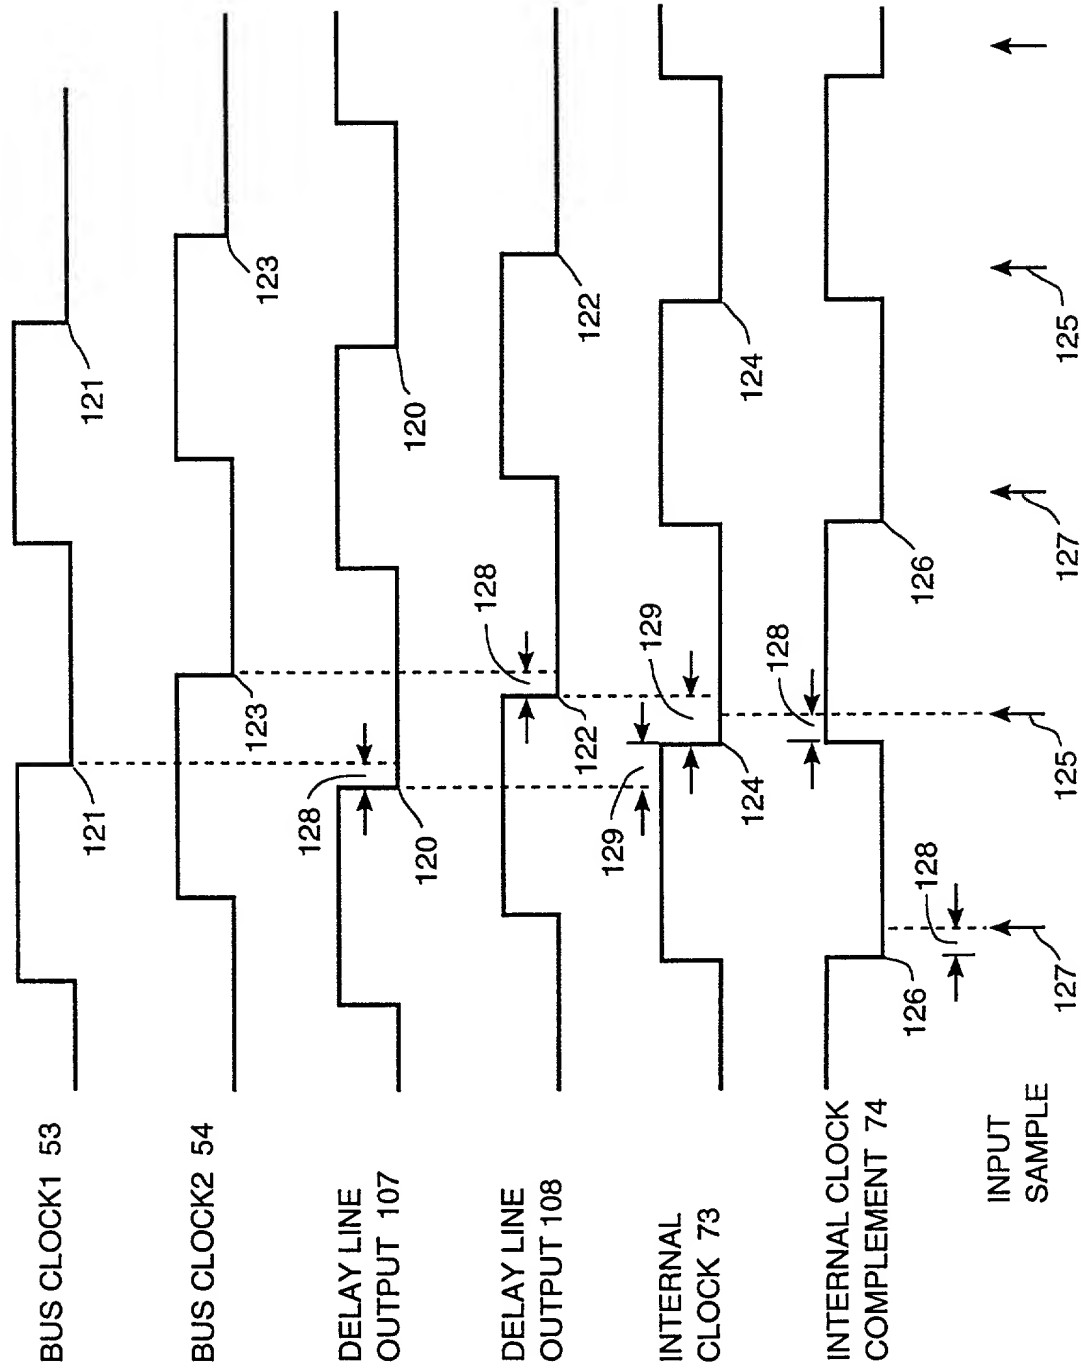 BUS CLOCK1 53
121
121
BUS CLOCK2 54
123
123
DELAY LINE
OUTPUT 107
128
120
120
DELAY LINE
OUTPUT 108
128
122
122
INTERNAL
CLOCK 73
129
129
124
124
INTERNAL CLOCK
COMPLEMENT 74
128
126
126
INPUT
SAMPLE
128
127
125
127
125